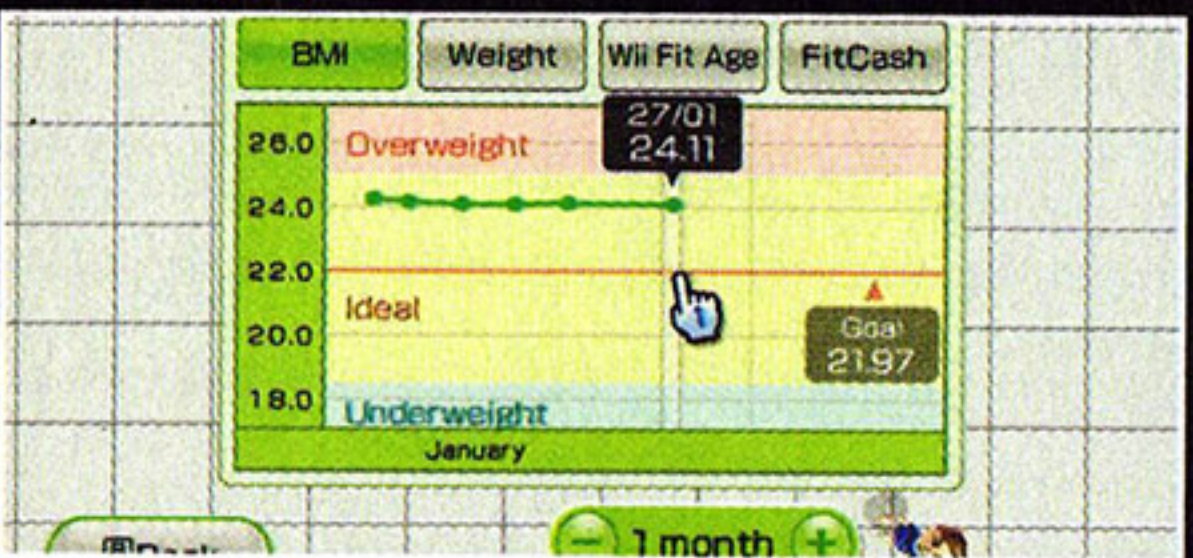 BMI Weight Wii Fit Age FitCash
27/01
24.11
26.0 Overweight
24.0
22.0
Ideal
20.0
Goal
21.97
18.0 Underweight
January
Back
1 month